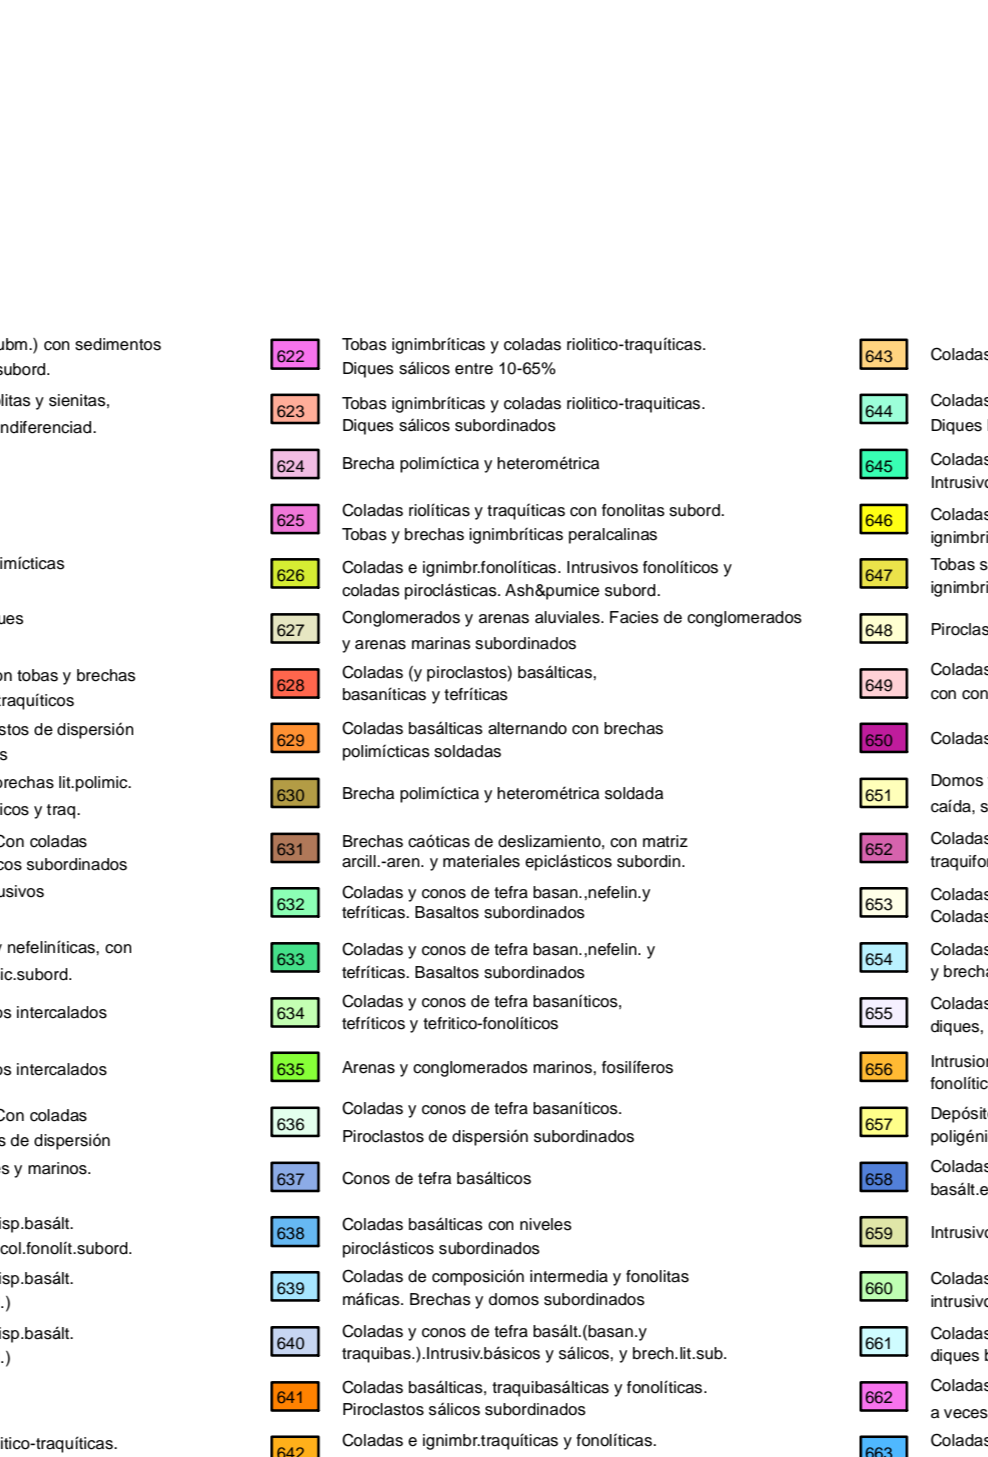 ubm.) con sedimentos
subord.
litas y sienitas,
ndiferenciad.
imícticas
ues
on tobas y brechas
traquíticos
stos de dispersión
s
brechas lit.polimic.
icos y traq.
Con coladas
cos subordinados
usivos
y nefeliníticas, con
ic.subord.
os intercalados
os intercalados
Con coladas
s de dispersión
es y marinos.
isp.basált.
col.fonolít.subord.
isp.basált.
.)
isp.basált.
.)
itico-traquíticas.
622 Tobas ignimbríticas y coladas riolitico-traquíticas.
Diques sálicos entre 10-65%
623 Tobas ignimbríticas y coladas riolitico-traquiticas.
Diques sálicos subordinados
624 Brecha polimíctica y heterométrica
625 Coladas riolíticas y traquíticas con fonolitas subord.
Tobas y brechas ignimbríticas peralcalinas
626 Coladas e ignimbr.fonolíticas. Intrusivos fonolíticos y
coladas piroclásticas. Ash&pumice subord.
627 Conglomerados y arenas aluviales. Facies de conglomerados
y arenas marinas subordinados
628 Coladas (y piroclastos) basálticas,
basaníticas y tefríticas
629 Coladas basálticas alternando con brechas
polimícticas soldadas
630 Brecha polimíctica y heterométrica soldada
631 Brechas caóticas de deslizamiento, con matriz
arcill.-aren. y materiales epiclásticos subordin.
632 Coladas y conos de tefra basan.,nefelin.y
tefríticas. Basaltos subordinados
633 Coladas y conos de tefra basan.,nefelin. y
tefríticas. Basaltos subordinados
634 Coladas y conos de tefra basaníticos,
tefríticos y tefritico-fonolíticos
635 Arenas y conglomerados marinos, fosilíferos
636 Coladas y conos de tefra basaníticos.
Piroclastos de dispersión subordinados
637 Conos de tefra basálticos
638 Coladas basálticas con niveles
piroclásticos subordinados
639 Coladas de composición intermedia y fonolitas
máficas. Brechas y domos subordinados
640 Coladas y conos de tefra basált.(basan.y
traquibas.).Intrusiv.básicos y sálicos, y brech.lit.sub.
641 Coladas basálticas, traquibasálticas y fonolíticas.
Piroclastos sálicos subordinados
642 Coladas e ignimbr.traquíticas y fonolíticas.
643 Coladas
644 Coladas
Diques
645 Coladas
Intrusivo
646 Coladas
ignimbri
647 Tobas s
ignimbri
648 Piroclas
649 Coladas
con con
650 Coladas
651 Domos
caída, s
652 Coladas
traquifo
653 Coladas
Coladas
654 Coladas
y brecha
655 Coladas
diques,
656 Intrusion
fonolític
657 Depósit
poligéni
658 Coladas
basált.e
659 Intrusivo
660 Coladas
intrusivo
661 Coladas
diques b
662 Coladas
a veces
663 Coladas